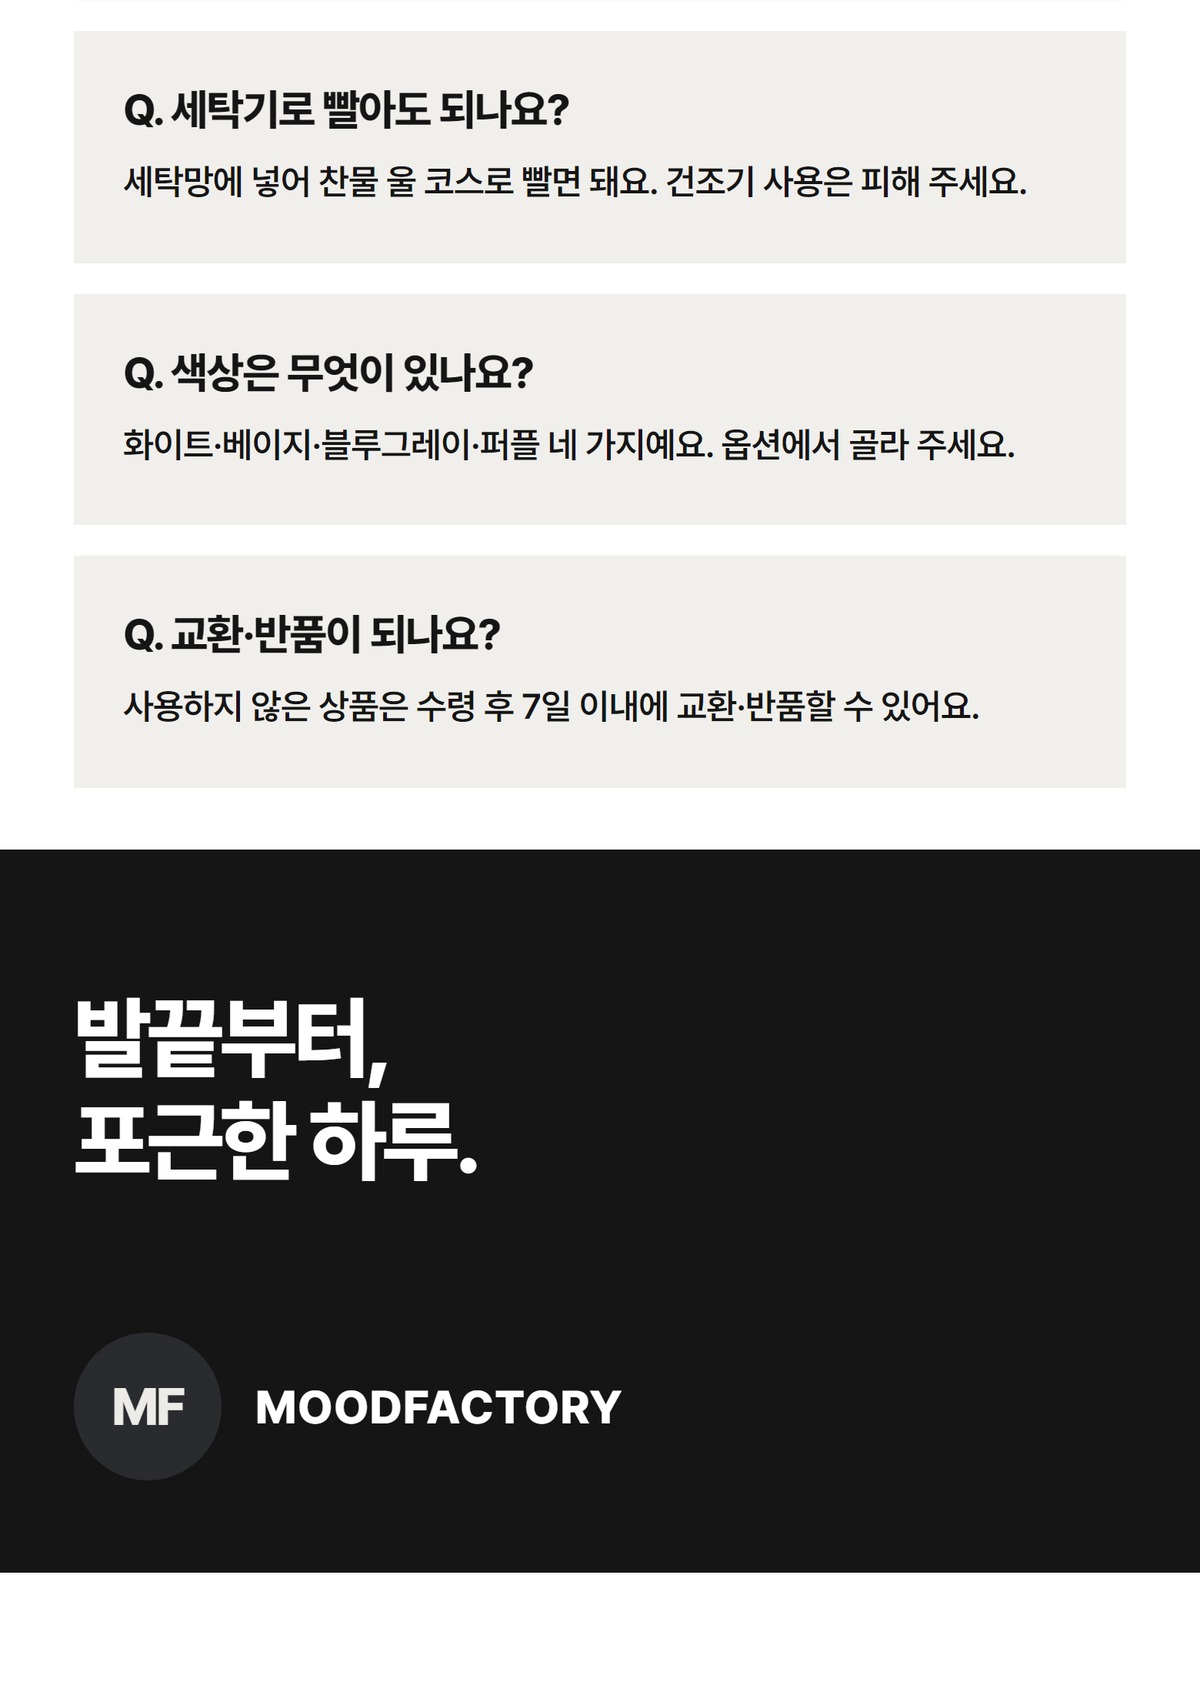 Q. 세탁기로 빨아도 되나요?
세탁망에 넣어 찬물 울 코스로 빨면 돼요. 건조기 사용은 피해 주세요.
Q. 색상은 무엇이 있나요?
화이트·베이지·블루그레이·퍼플 네 가지예요. 옵션에서 골라 주세요.
Q. 교환·반품이 되나요?
사용하지 않은 상품은 수령 후 7일 이내에 교환·반품할 수 있어요.
발끝부터,
포근한 하루.
MF MOODFACTORY